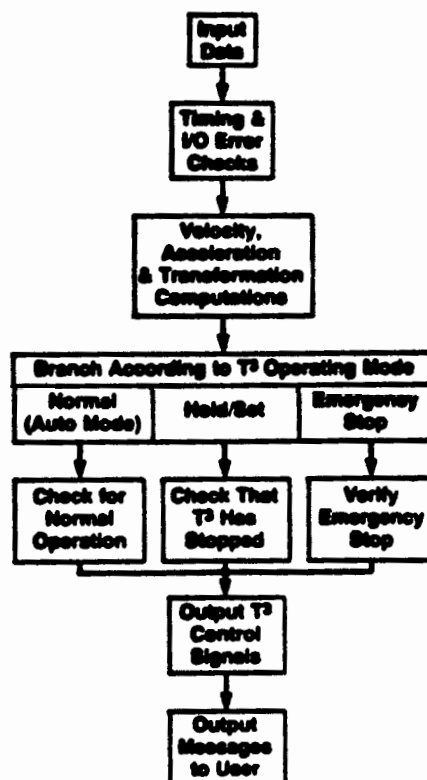 Input
Data
Timing &
I/O Error
Checks
Velocity,
Acceleration
& Transformation
Computations
Branch According to T³ Operating Mode
Normal
(Auto Mode)
Hold/Set
Emergency
Stop
Check for
Normal
Operation
Check That
T³ Has
Stopped
Verify
Emergency
Stop
Output T³
Control
Signals
Output
Messages
to User